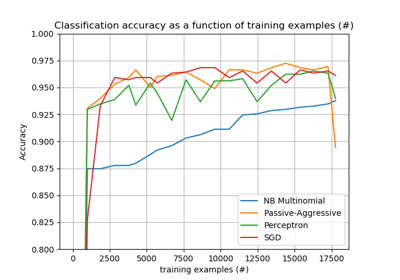 Classification accuracy as a function of training examples (#)
1.000
0.975
0.950
0.925
0.900
0.875
0.850
0.825
0.800
Accuracy
NB Multinomial
Passive-Aggressive
Perceptron
SGD
0 2500 5000 7500 10000 12500 15000 17500
training examples (#)